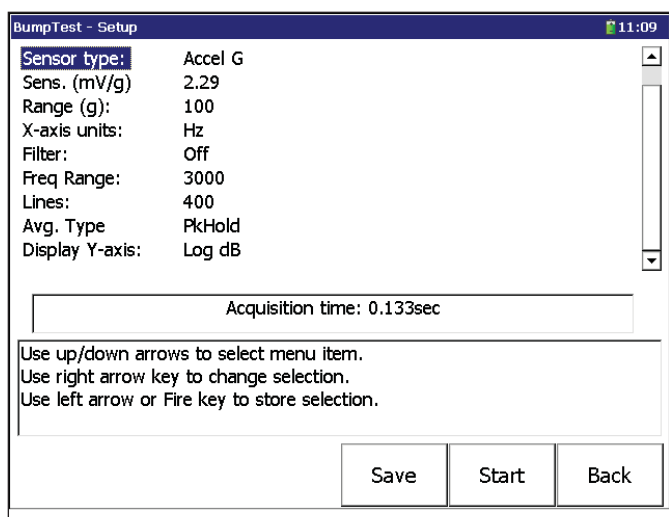 BumpTest - Setup 11:09
Sensor type: Accel G
Sens. (mV/g) 2.29
Range (g): 100
X-axis units: Hz
Filter: Off
Freq Range: 3000
Lines: 400
Avg. Type PkHold
Display Y-axis: Log dB
Acquisition time: 0.133sec
Use up/down arrows to select menu item.
Use right arrow key to change selection.
Use left arrow or Fire key to store selection.
Save Start Back